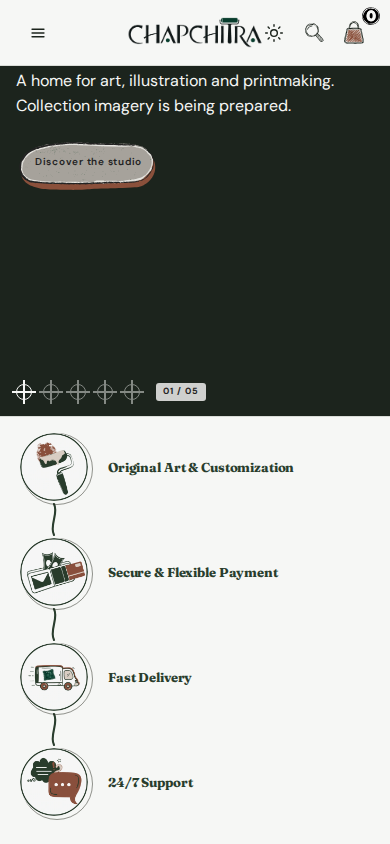 CHAPCHITRA
0
A home for art, illustration and printmaking.
Collection imagery is being prepared.
Discover the studio
01 / 05
Original Art & Customization
Secure & Flexible Payment
Fast Delivery
24/7 Support